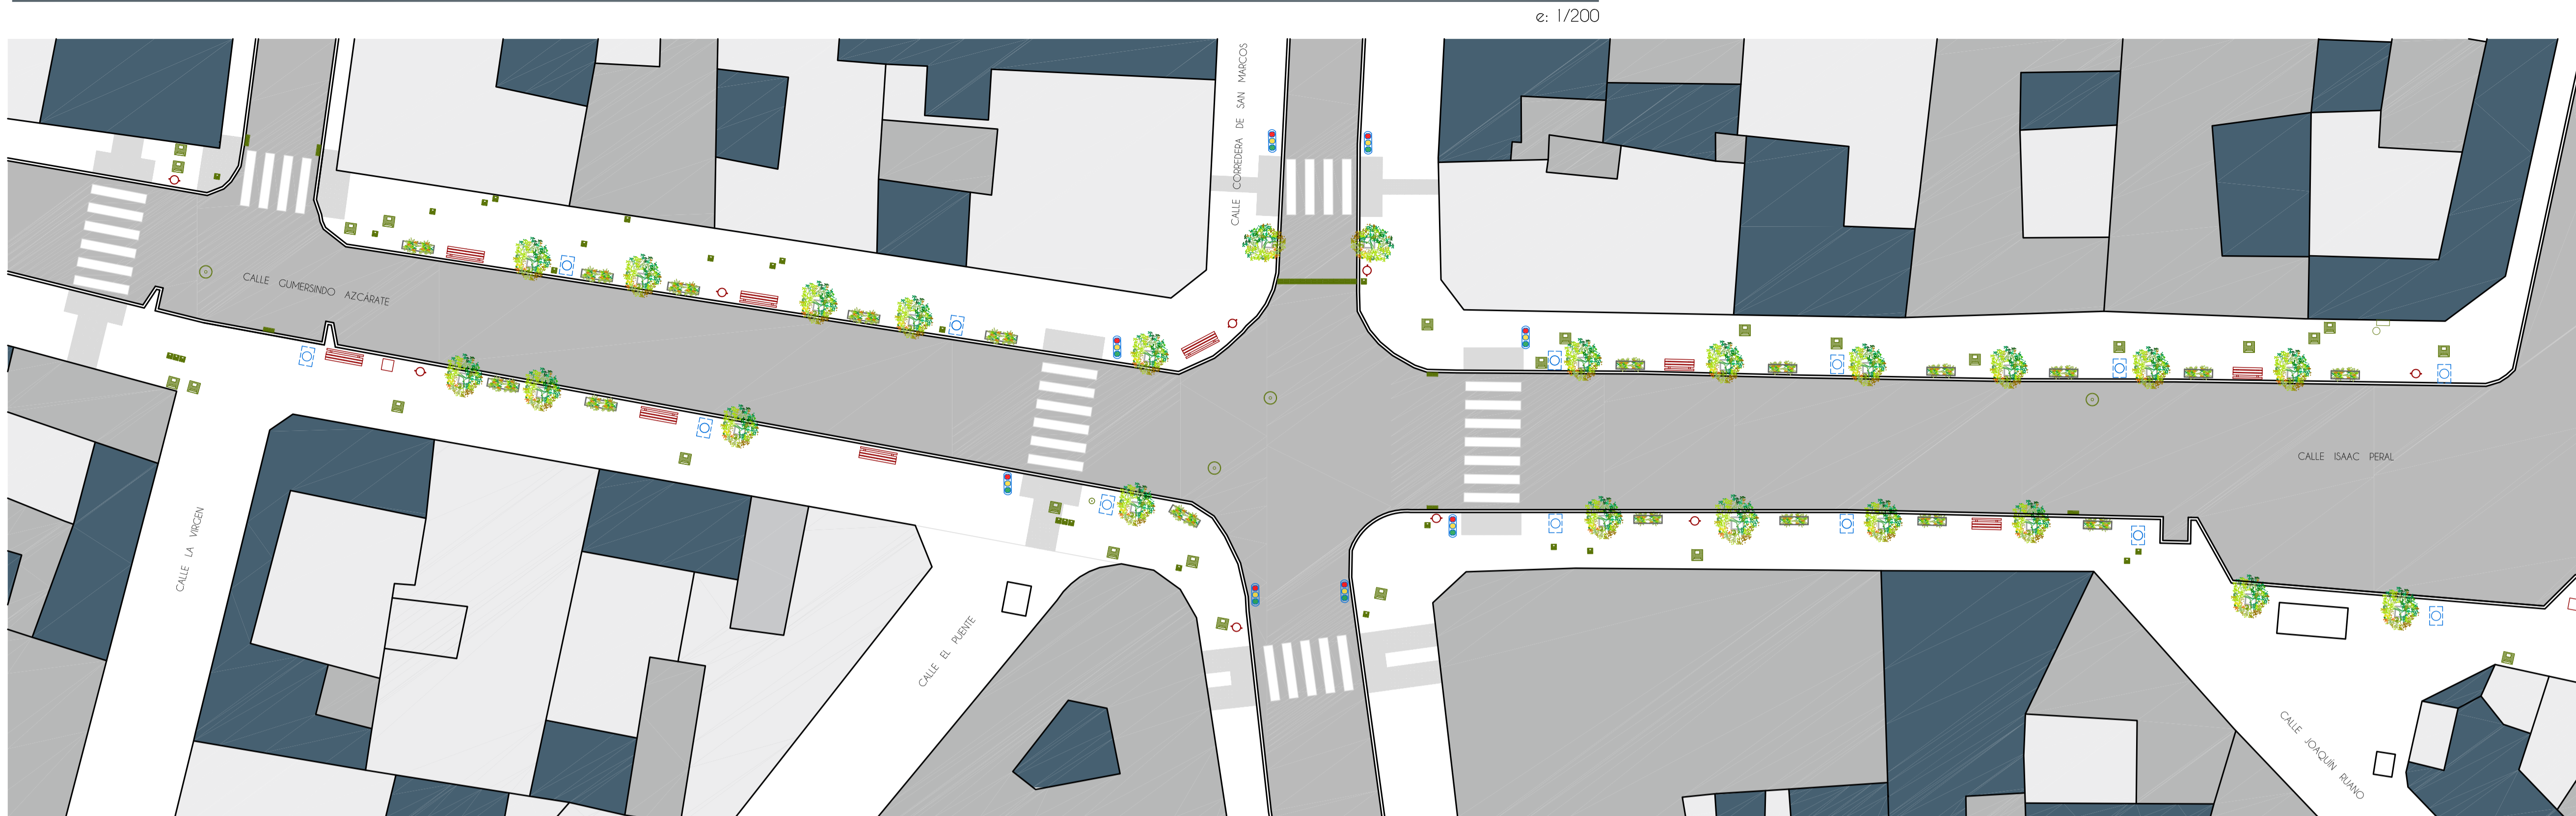 e: 1/200
CALLE CORREDERA DE SAN MARCOS
CALLE GUMERSINDO AZCÁRATE
CALLE ISAAC PERAL
CALLE LA VIRGEN
CALLE EL PUENTE
CALLE JOAQUÍN RUANO